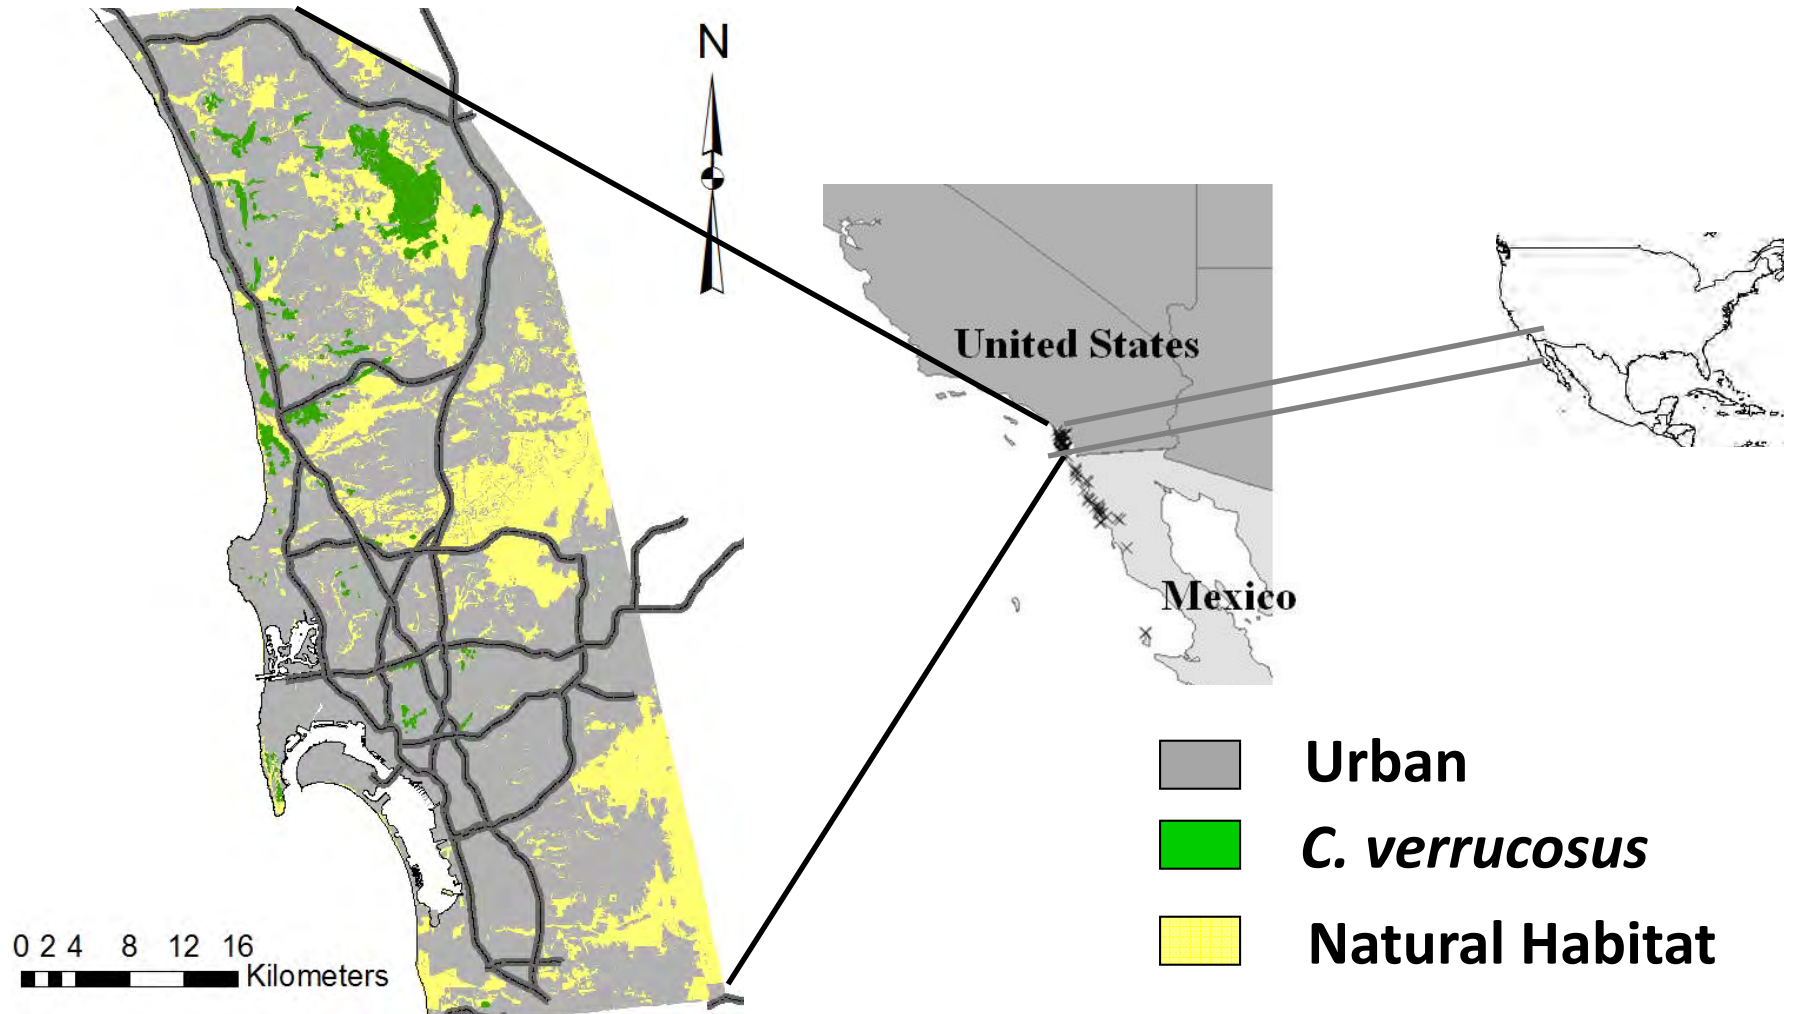 N
United States
Mexico
Urban
C. verrucosus
Natural Habitat
0 2 4 8 12 16
Kilometers